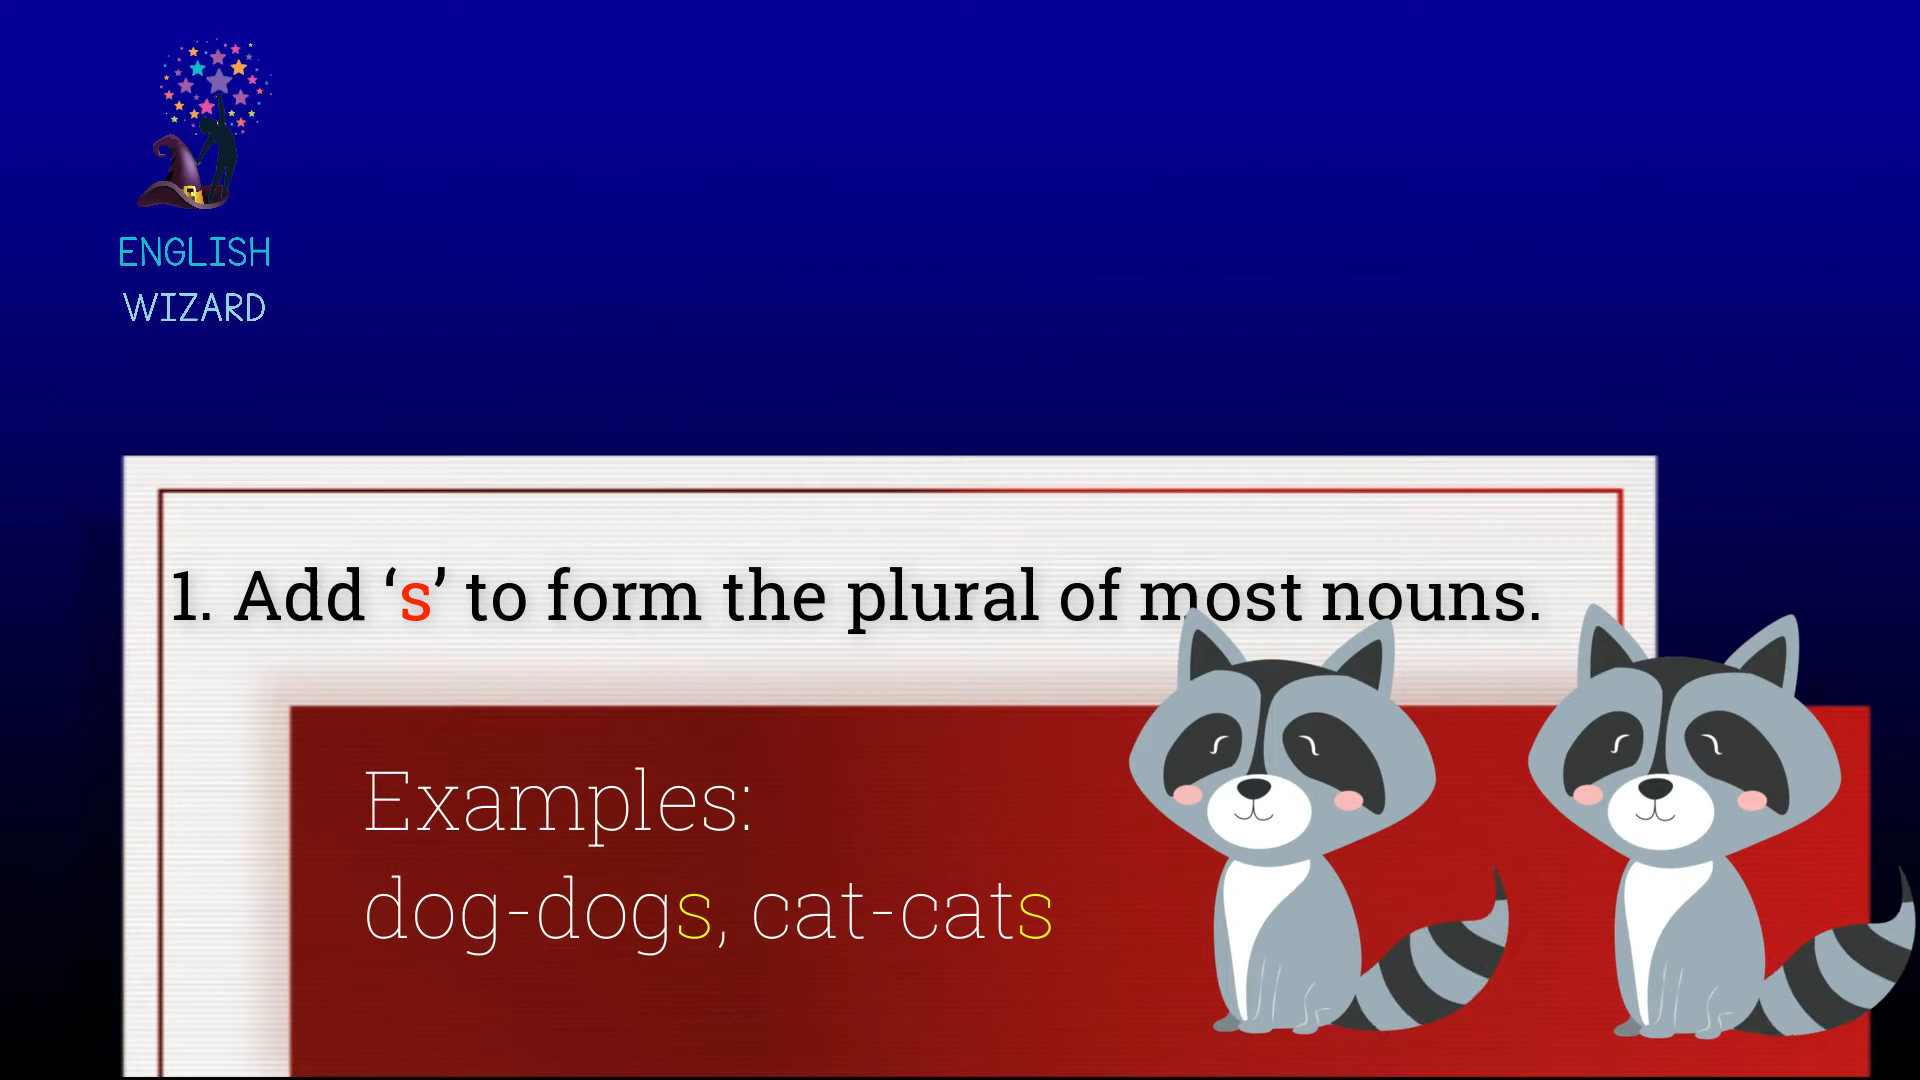 ENGLISH
WIZARD
1. Add ‘s’ to form the plural of most nouns.
Examples:
dog-dogs, cat-cats